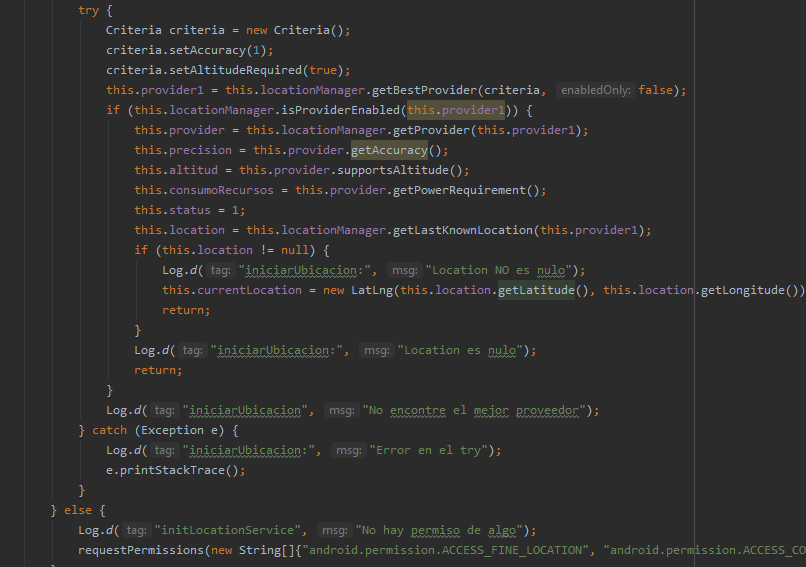 try {
Criteria criteria = new Criteria();
criteria.setAccuracy(1);
criteria.setAltitudeRequired(true);
this.provider1 = this.locationManager.getBestProvider(criteria, enabledOnly: false);
if (this.locationManager.isProviderEnabled(this.provider1)) {
this.provider = this.locationManager.getProvider(this.provider1);
this.precision = this.provider.getAccuracy();
this.altitud = this.provider.supportsAltitude();
this.consumoRecursos = this.provider.getPowerRequirement();
this.status = 1;
this.location = this.locationManager.getLastKnownLocation(this.provider1);
if (this.location != null) {
Log.d( tag: "iniciarUbicacion:", msg: "Location NO es nulo");
this.currentLocation = new LatLng(this.location.getLatitude(), this.location.getLongitude())
return;
}
Log.d( tag: "iniciarUbicacion:", msg: "Location es nulo");
return;
}
Log.d( tag: "iniciarUbicacion", msg: "No encontre el mejor proveedor");
} catch (Exception e) {
Log.d( tag: "iniciarUbicacion:", msg: "Error en el try");
e.printStackTrace();
}
} else {
Log.d( tag: "initLocationService", msg: "No hay permiso de algo");
requestPermissions(new String[]{"android.permission.ACCESS_FINE_LOCATION", "android.permission.ACCESS_CO